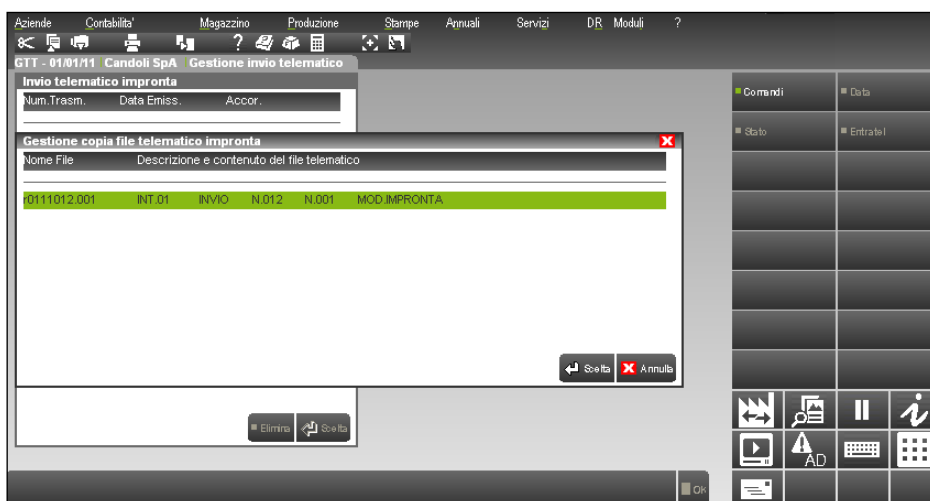 Aziende Contabilita' Magazzino Produzione Stampe Annuali Servizi DR Moduli ?
?
GTT - 01/01/11 Candoli SpA Gestione invio telematico
Invio telematico impronta
Num.Trasm. Data Emiss. Accor.
Gestione copia file telematico impronta
Nome File Descrizione e contenuto del file telematico
r0111012.001 INT.01 INVIO N.012 N.001 MOD.IMPRONTA
Scelta Annulla
Elimina Scelta
Comandi Data
Stato Entratel
AD
OK